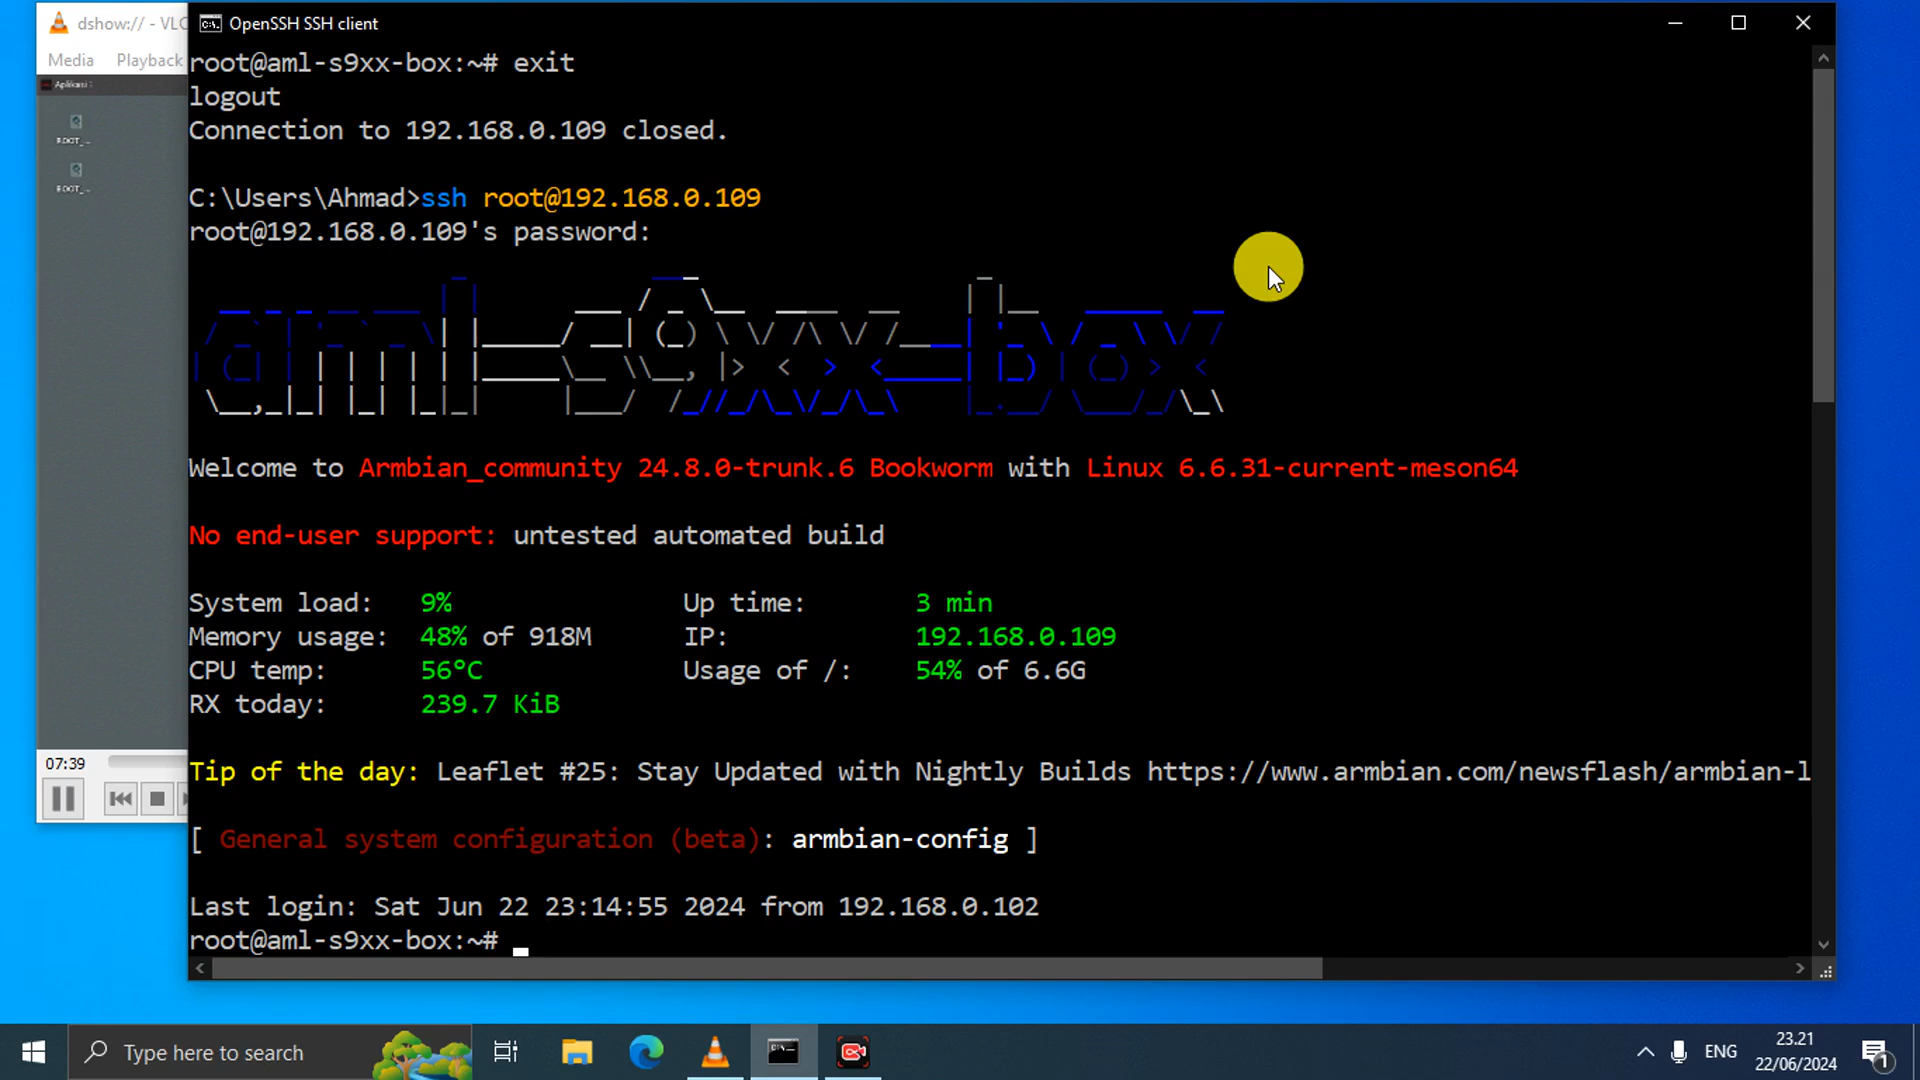 dshow:// - VLC
OpenSSH SSH client
Media Playback
Aplikasi
ROOT_...
ROOT_...
root@aml-s9xx-box:~# exit
logout
Connection to 192.168.0.109 closed.
C:\Users\Ahmad>ssh root@192.168.0.109
root@192.168.0.109's password:
aml-s9xx-box
Welcome to Armbian_community 24.8.0-trunk.6 Bookworm with Linux 6.6.31-current-meson64
No end-user support: untested automated build
System load: 9% Up time: 3 min
Memory usage: 48% of 918M IP: 192.168.0.109
CPU temp: 56°C Usage of /: 54% of 6.6G
RX today: 239.7 KiB
07:39
Tip of the day: Leaflet #25: Stay Updated with Nightly Builds https://www.armbian.com/newsflash/armbian-l
[ General system configuration (beta): armbian-config ]
Last login: Sat Jun 22 23:14:55 2024 from 192.168.0.102
root@aml-s9xx-box:~#
Type here to search
ENG
23.21
22/06/2024
1